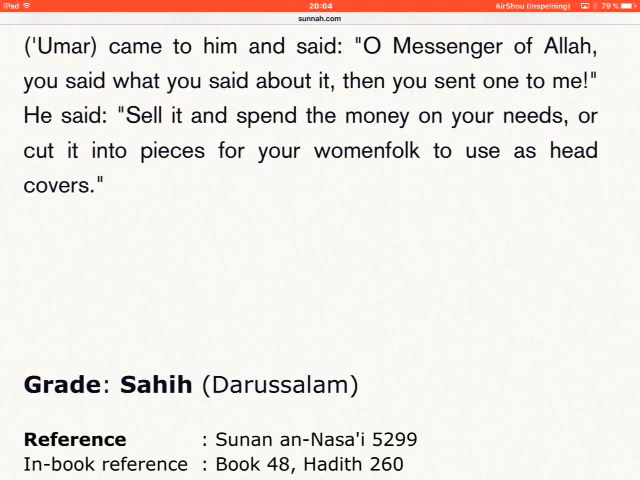 iPad 20:04 AirShou (Inspelning) 79 %
sunnah.com
('Umar) came to him and said: "O Messenger of Allah,
you said what you said about it, then you sent one to me!"
He said: "Sell it and spend the money on your needs, or
cut it into pieces for your womenfolk to use as head
covers."
Grade: Sahih (Darussalam)
Reference : Sunan an-Nasa'i 5299
In-book reference : Book 48, Hadith 260